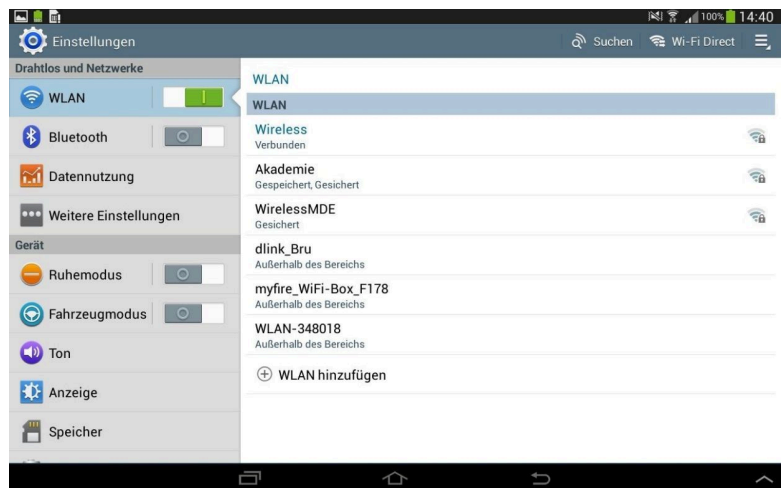 100% 14:40
Einstellungen
Suchen
Wi-Fi Direct
Drahtlos und Netzwerke
WLAN
Bluetooth
Datennutzung
Weitere Einstellungen
Gerät
Ruhemodus
Fahrzeugmodus
Ton
Anzeige
Speicher
WLAN
WLAN
Wireless
Verbunden
Akademie
Gespeichert, Gesichert
WirelessMDE
Gesichert
dlink_Bru
Außerhalb des Bereichs
myfire_WiFi-Box_F178
Außerhalb des Bereichs
WLAN-348018
Außerhalb des Bereichs
WLAN hinzufügen